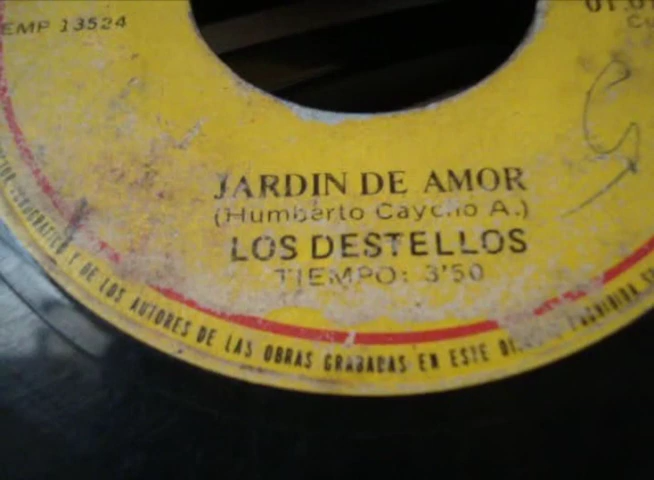 EMP 13524
JARDIN DE AMOR
(Humberto Caycho A.)
LOS DESTELLOS
TIEMPO: 3'50
Y DE LOS AUTORES DE LAS OBRAS GRABADAS EN ESTE